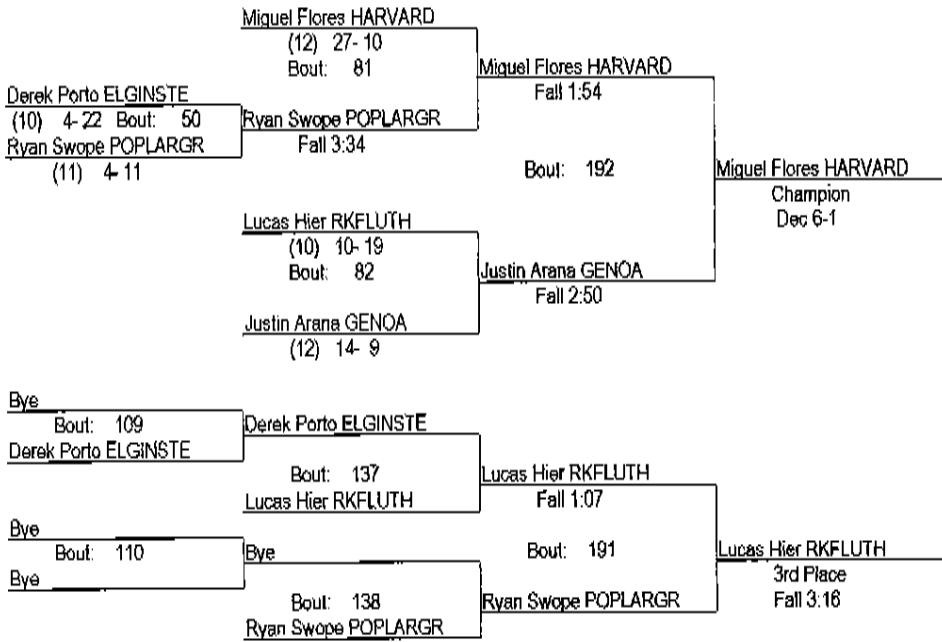 Miguel Flores HARVARD
(12) 27-10
Bout: 81
Miguel Flores HARVARD
Fall 1:54
Derek Porto ELGINSTE
(10) 4-22 Bout: 50
Ryan Swope POPLARGR
(11) 4-11
Ryan Swope POPLARGR
Fall 3:34
Bout: 192
Miguel Flores HARVARD
Champion
Dec 6-1
Lucas Hier RKFLUTH
(10) 10-19
Bout: 82
Justin Arana GENOA
Fall 2:50
Justin Arana GENOA
(12) 14-9
Bye
Bout: 109
Derek Porto ELGINSTE
Derek Porto ELGINSTE
Bout: 137
Lucas Hier RKFLUTH
Lucas Hier RKFLUTH
Fall 1:07
Bye
Bout: 110
Bye
Bye
Bout: 138
Ryan Swope POPLARGR
Bout: 191
Ryan Swope POPLARGR
Lucas Hier RKFLUTH
3rd Place
Fall 3:16